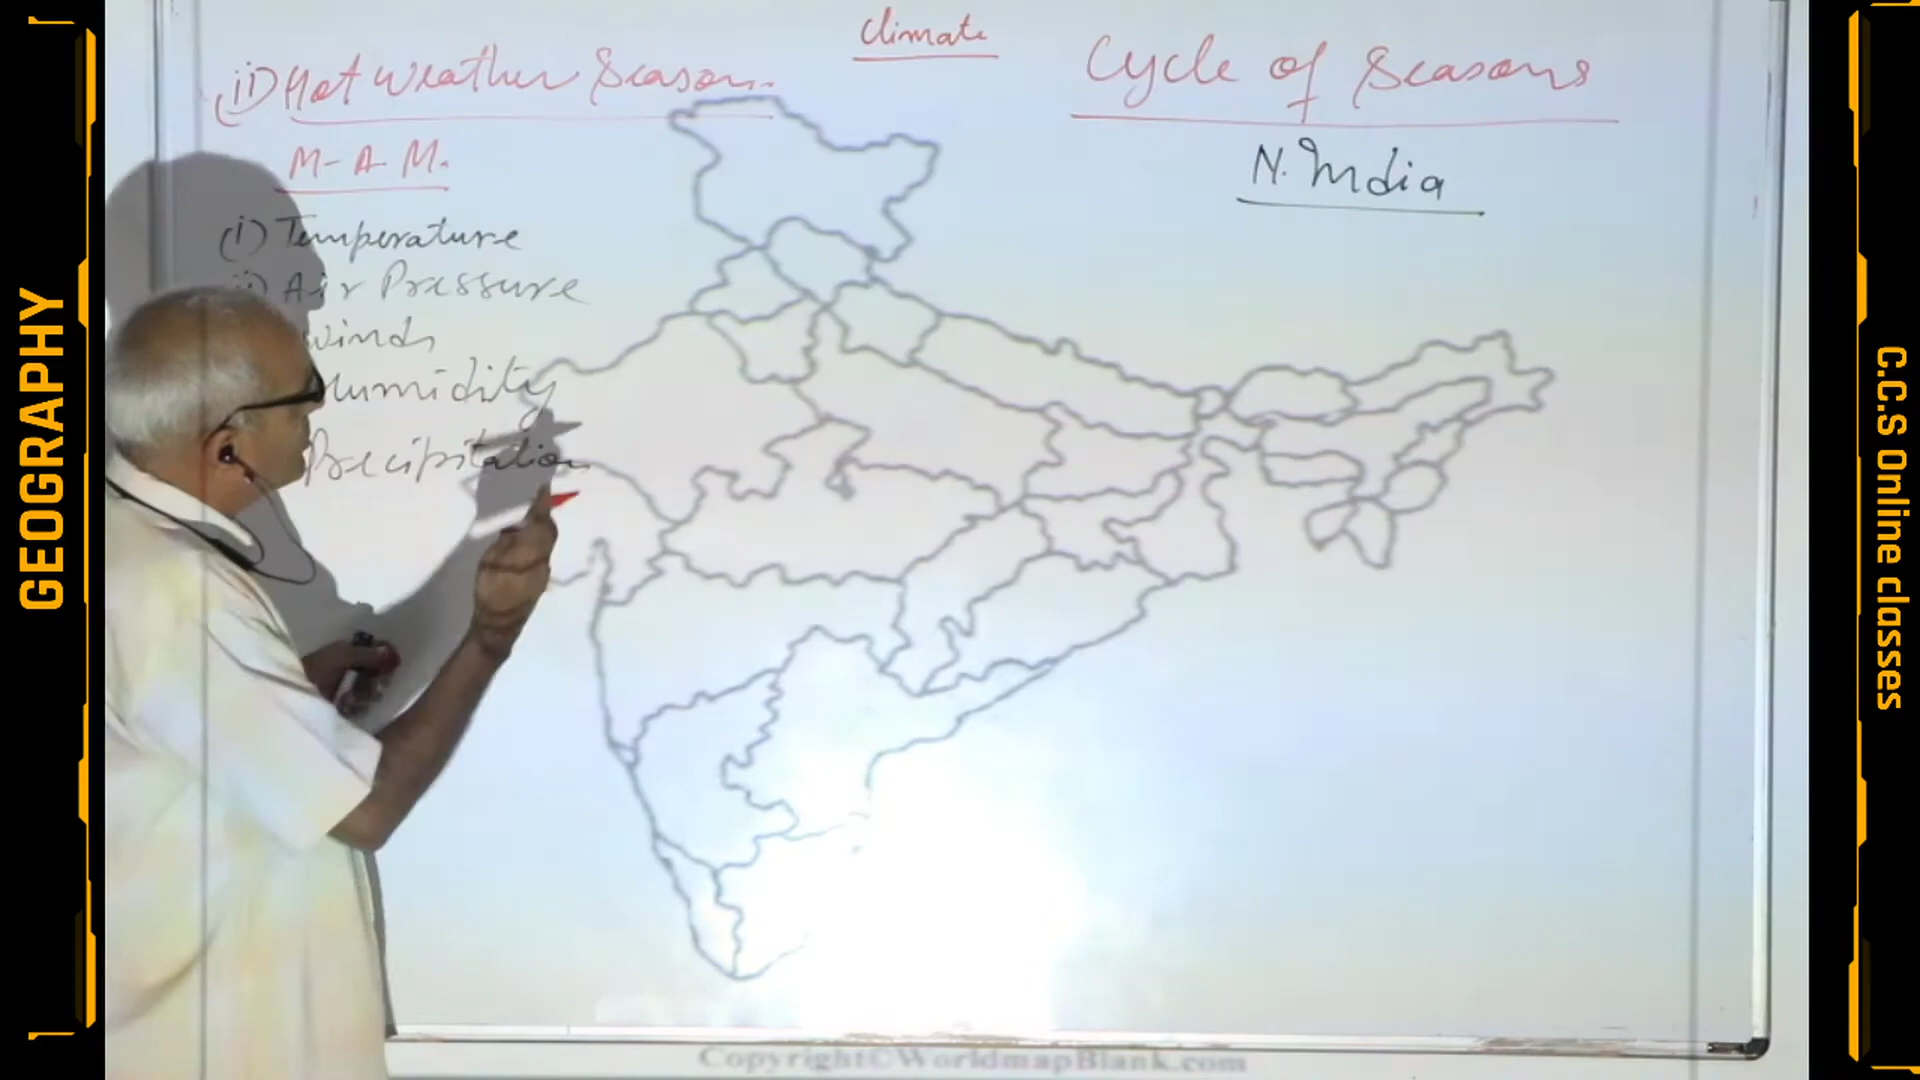 Climate
ii) Hot Weather Season.
Cycle of Seasons
M-A-M.
N. India
(i) Temperature
ii) Air Pressure
Winds
Humidity
Precipitation
GEOGRAPHY
C.C.S Online classes
Copyright©WorldmapBlank.com